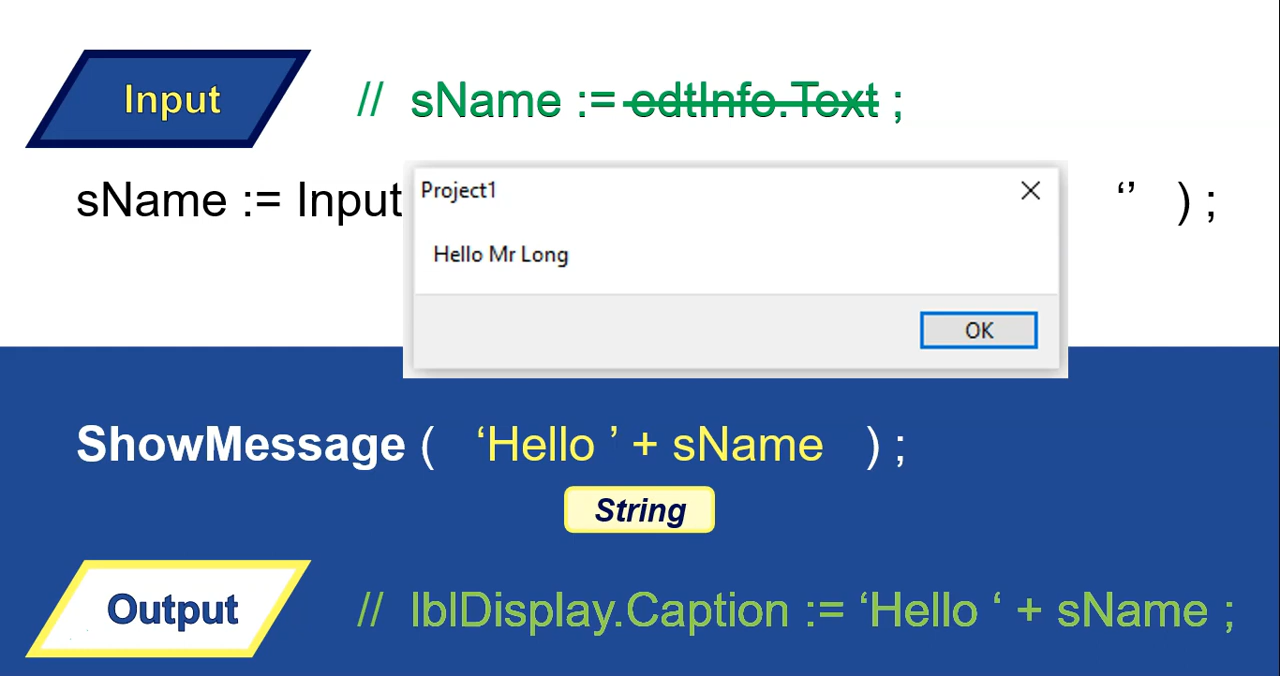 Input
// sName := edtInfo.Text ;
sName := Input ‘’ ) ;
Project1
Hello Mr Long
OK
ShowMessage ( ‘Hello ’ + sName ) ;
String
Output
// lblDisplay.Caption := ‘Hello ‘ + sName ;